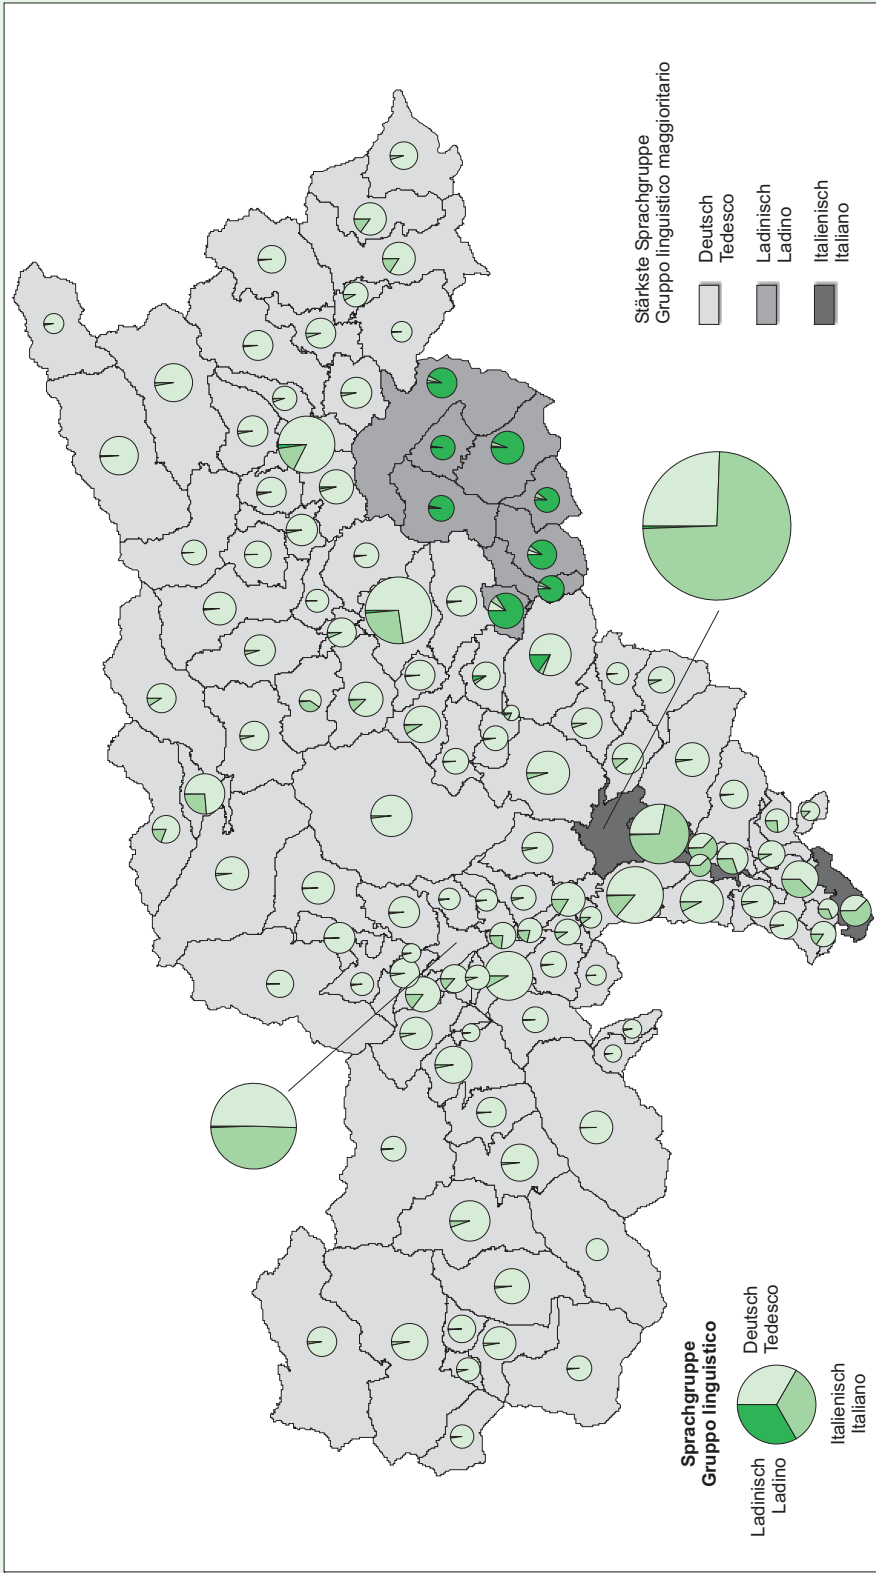 Stärkste Sprachgruppe
Gruppo linguistico maggioritario
Deutsch
Tedesco
Ladinisch
Ladino
Italienisch
Italiano
Sprachgruppe
Gruppo linguistico
Deutsch
Tedesco
Ladinisch
Ladino
Italienisch
Italiano